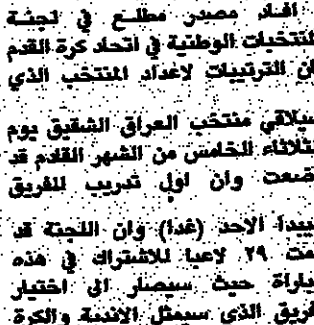 افاد مصدر مطلع في لجنة
المنتخبات الوطنية في اتحاد كرة القدم
ان الترتيبات لاعداد المنتخب الذي
سيلاقي منتخب العراق الشقيق يوم
الثلاثاء الخامس من الشهر القادم قد
وضعت وان اول تدريب للفريق
سيبدأ الاحد (غدا) وان اللجنة قد
٢٩ لاعبا للاشتراك في هذه
المباراة حيث سيصار الى اختيار
الفريق الذي سيمثل الاندية والكرة